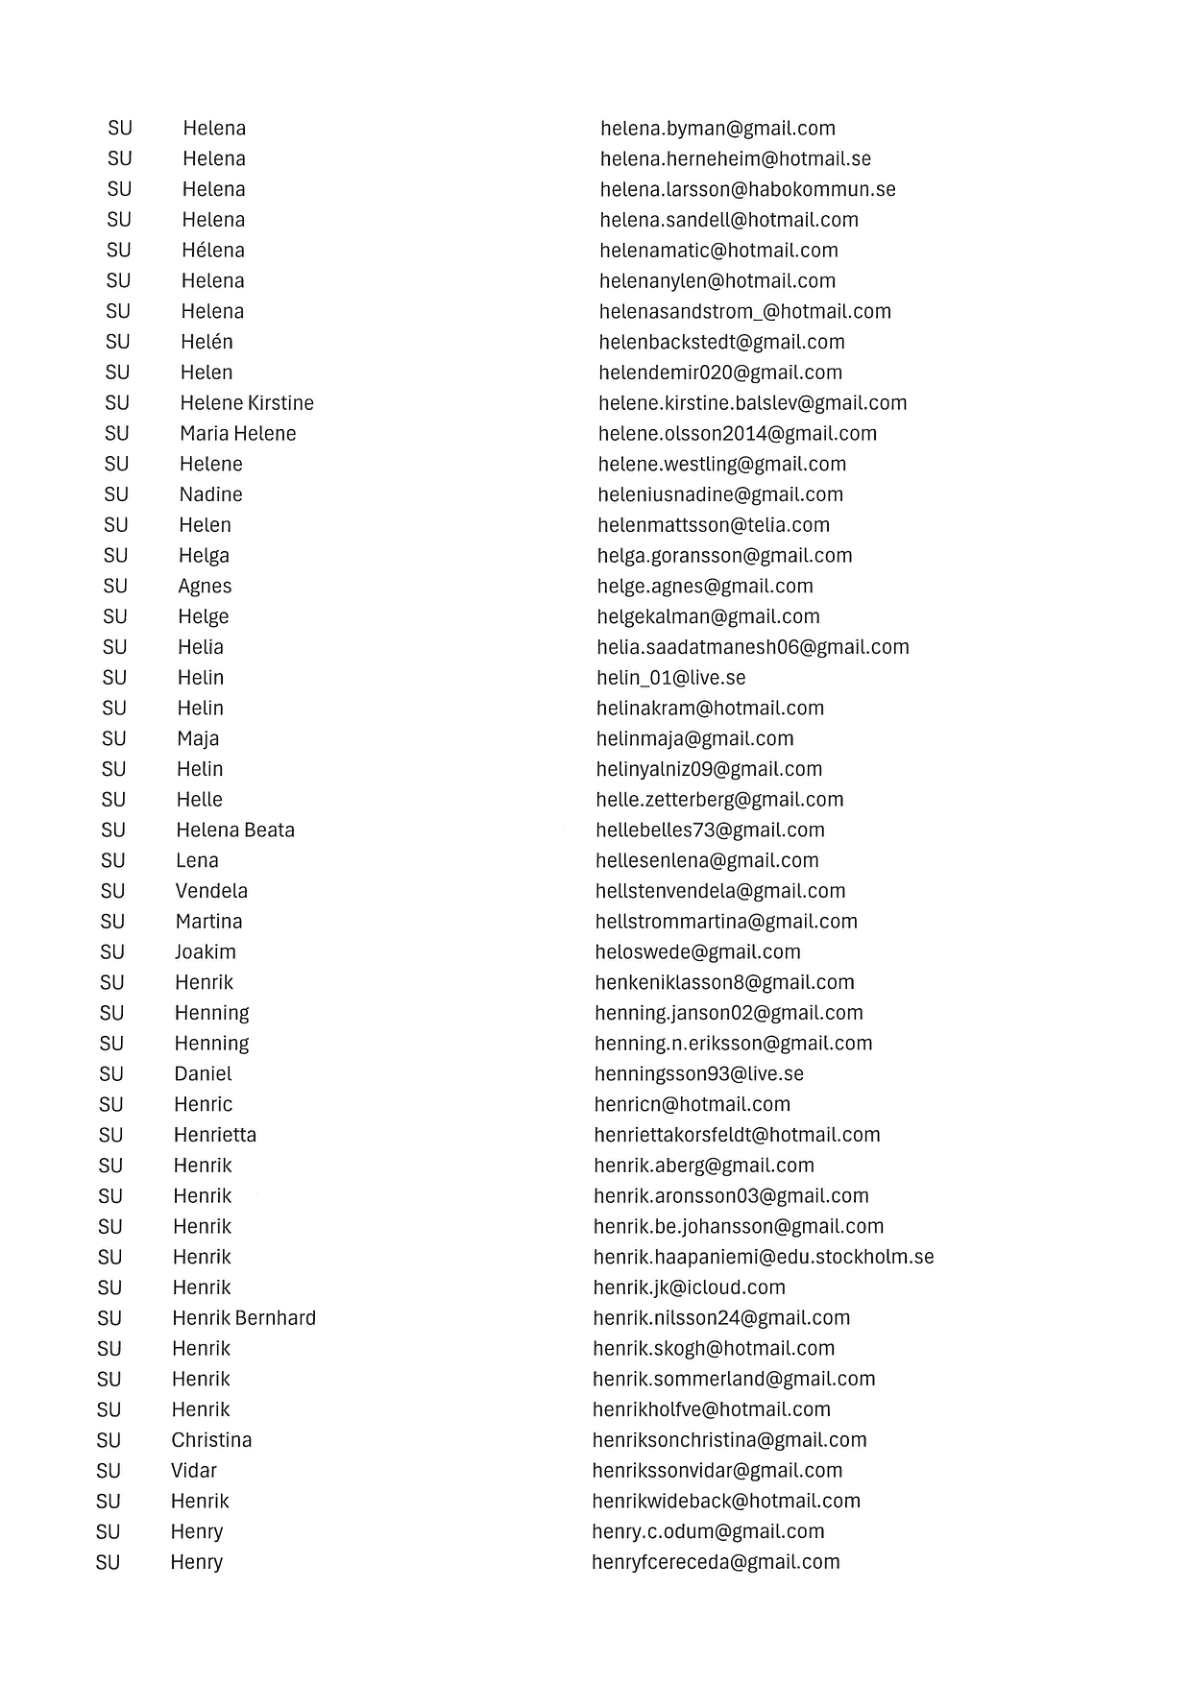 SU Helena helena.byman@gmail.com
SU Helena helena.herneheim@hotmail.se
SU Helena helena.larsson@habokommun.se
SU Helena helena.sandell@hotmail.com
SU Hélena helenamatic@hotmail.com
SU Helena helenanylen@hotmail.com
SU Helena helenasandstrom_@hotmail.com
SU Helén helenbackstedt@gmail.com
SU Helen helendemir020@gmail.com
SU Helene Kirstine helene.kirstine.balslev@gmail.com
SU Maria Helene helene.olsson2014@gmail.com
SU Helene helene.westling@gmail.com
SU Nadine heleniusnadine@gmail.com
SU Helen helenmattsson@telia.com
SU Helga helga.goransson@gmail.com
SU Agnes helge.agnes@gmail.com
SU Helge helgekalman@gmail.com
SU Helia helia.saadatmanesh06@gmail.com
SU Helin helin_01@live.se
SU Helin helinakram@hotmail.com
SU Maja helinmaja@gmail.com
SU Helin helinyalniz09@gmail.com
SU Helle helle.zetterberg@gmail.com
SU Helena Beata hellebelles73@gmail.com
SU Lena hellesenlena@gmail.com
SU Vendela hellstenvendela@gmail.com
SU Martina hellstrommartina@gmail.com
SU Joakim heloswede@gmail.com
SU Henrik henkeniklasson8@gmail.com
SU Henning henning.janson02@gmail.com
SU Henning henning.n.eriksson@gmail.com
SU Daniel henningsson93@live.se
SU Henric henricn@hotmail.com
SU Henrietta henriettakorsfeldt@hotmail.com
SU Henrik henrik.aberg@gmail.com
SU Henrik henrik.aronsson03@gmail.com
SU Henrik henrik.be.johansson@gmail.com
SU Henrik henrik.haapaniemi@edu.stockholm.se
SU Henrik henrik.jk@icloud.com
SU Henrik Bernhard henrik.nilsson24@gmail.com
SU Henrik henrik.skogh@hotmail.com
SU Henrik henrik.sommerland@gmail.com
SU Henrik henrikholfve@hotmail.com
SU Christina henriksonchristina@gmail.com
SU Vidar henrikssonvidar@gmail.com
SU Henrik henrikwideback@hotmail.com
SU Henry henry.c.odum@gmail.com
SU Henry henryfcereceda@gmail.com